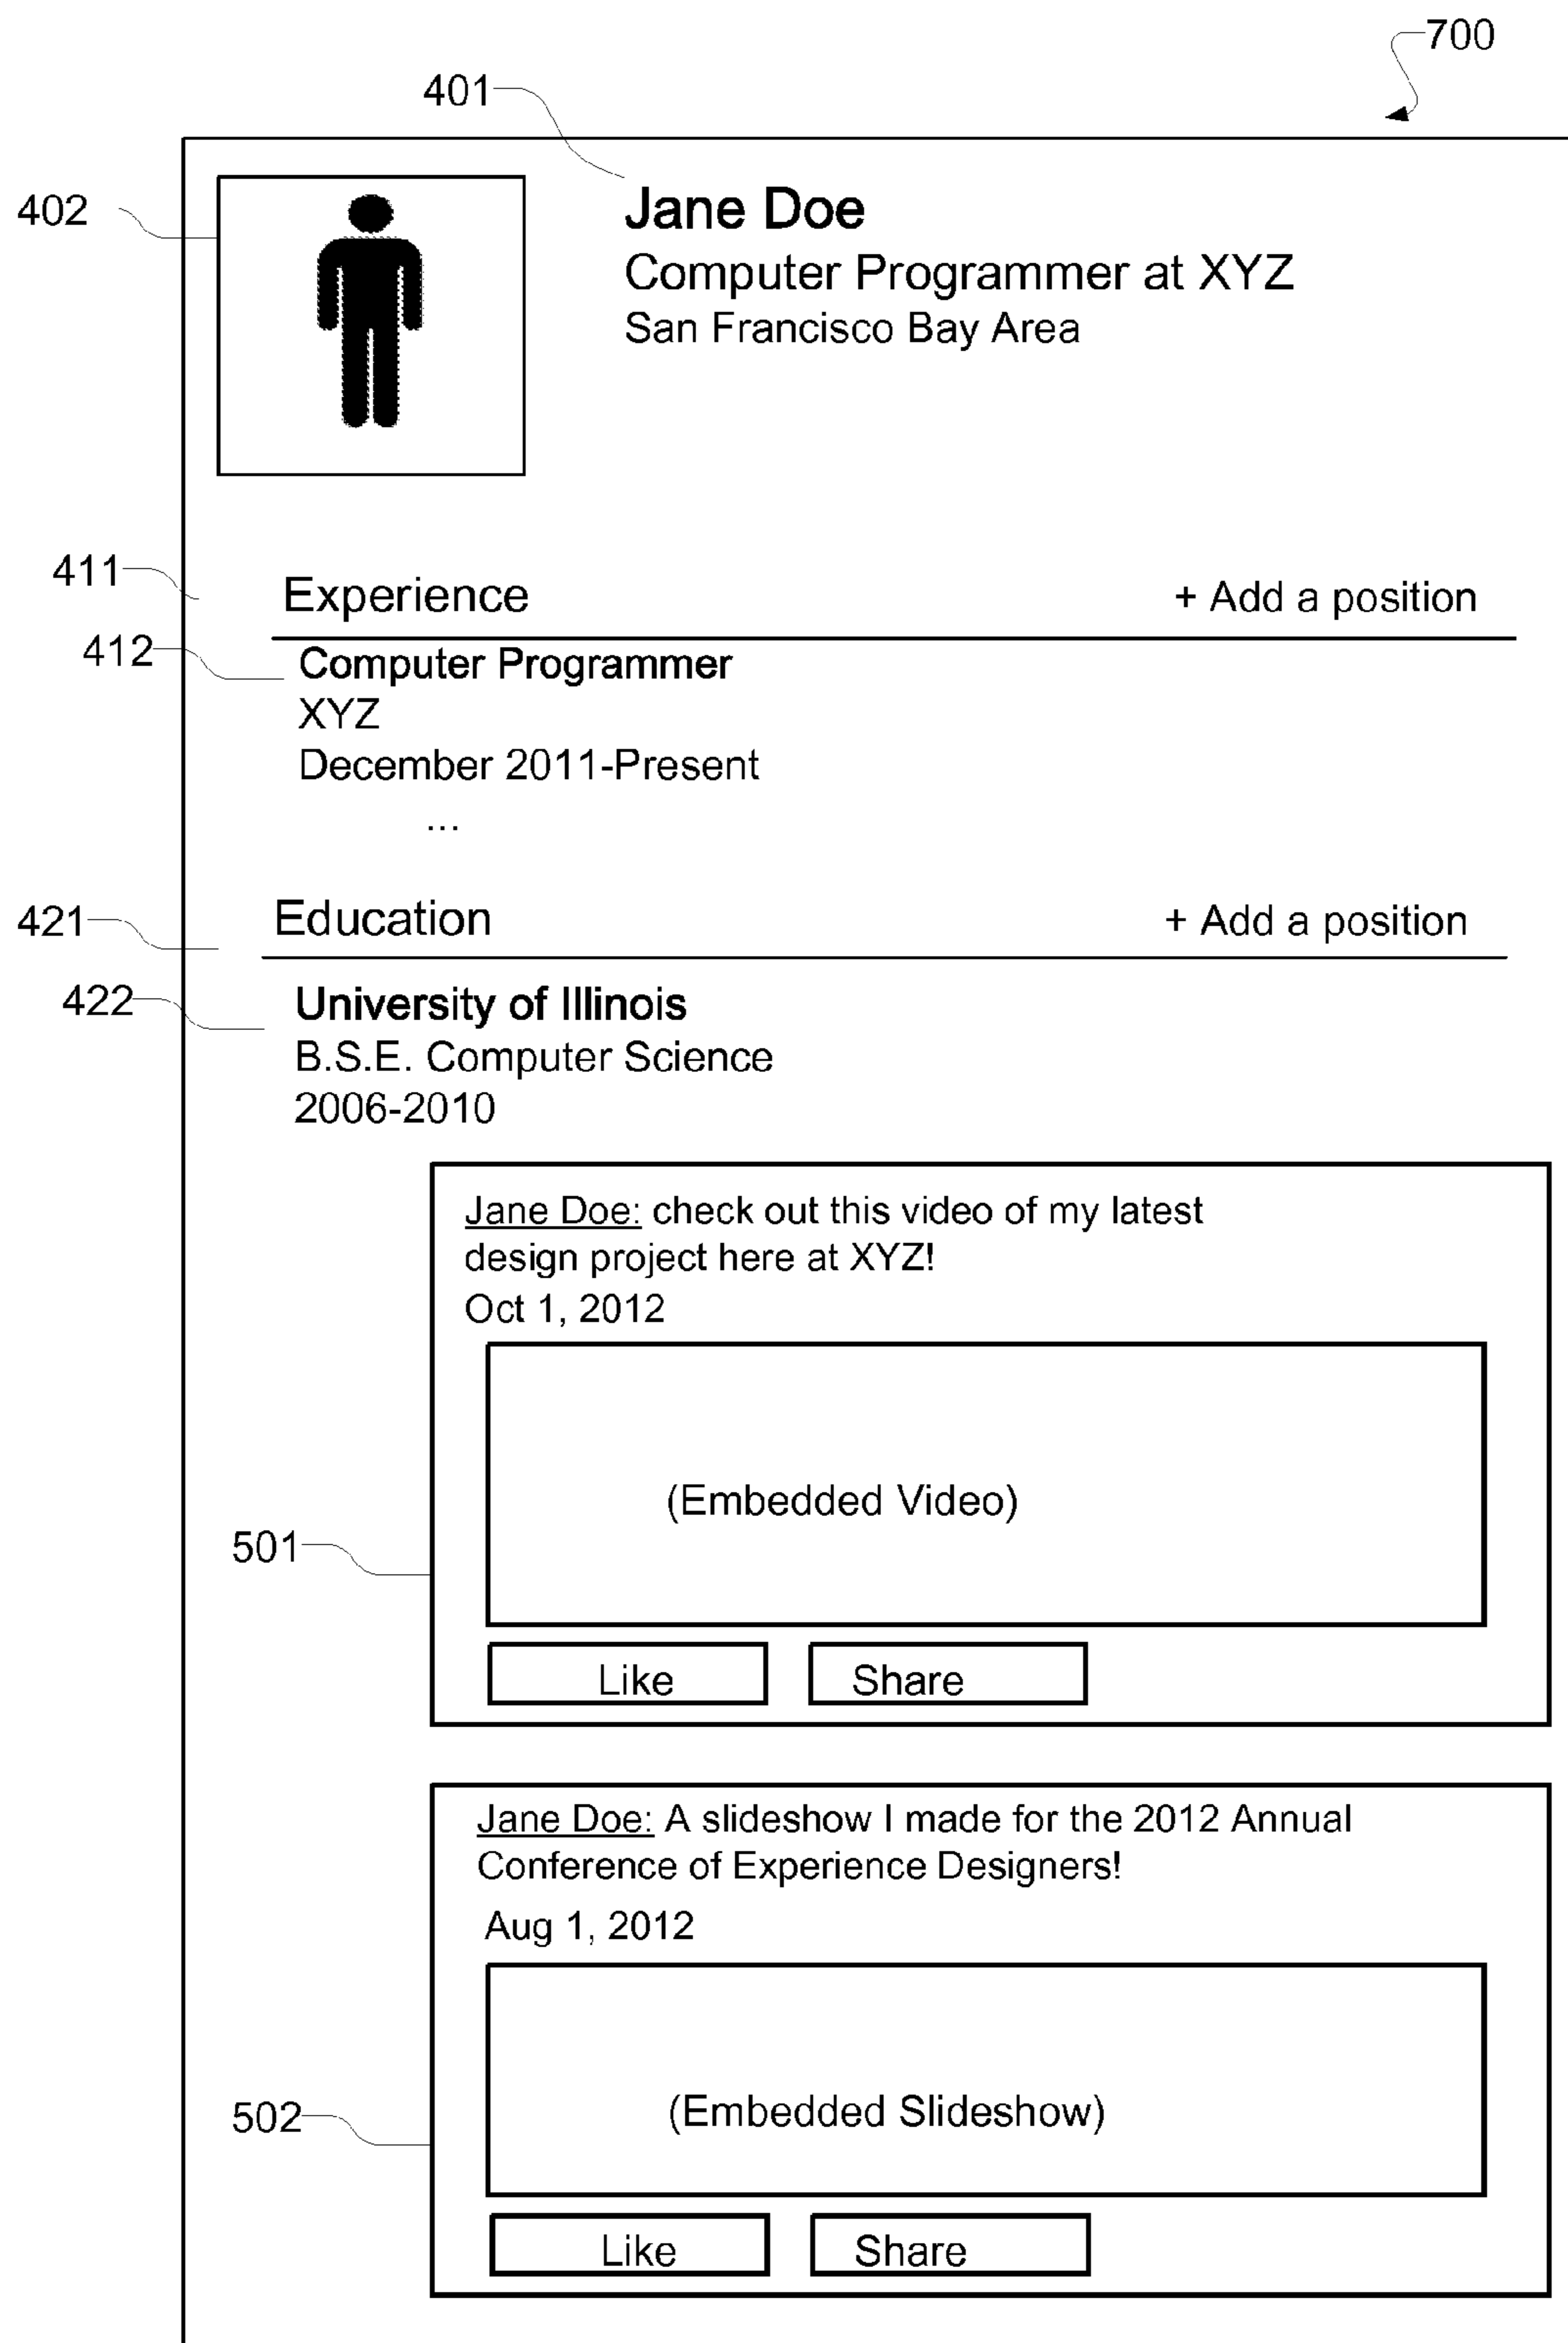 700
401
402
Jane Doe
Computer Programmer at XYZ
San Francisco Bay Area
411
Experience + Add a position
412
Computer Programmer
XYZ
December 2011-Present
...
421
Education + Add a position
422
University of Illinois
B.S.E. Computer Science
2006-2010
Jane Doe: check out this video of my latest
design project here at XYZ!
Oct 1, 2012
(Embedded Video)
501
Like Share
Jane Doe: A slideshow I made for the 2012 Annual
Conference of Experience Designers!
Aug 1, 2012
(Embedded Slideshow)
502
Like Share